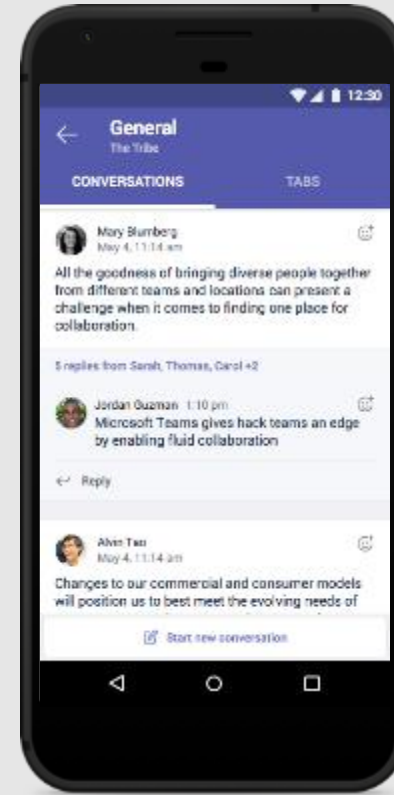 12:30
General
The Tribe
CONVERSATIONS TABS
Mary Blumberg
May 4, 11:14 am
All the goodness of bringing diverse people together
from different teams and locations can present a
challenge when it comes to finding one place for
collaboration.
5 replies from Sarah, Thomas, Carol +2
Jordan Guzman 1:10 pm
Microsoft Teams gives hack teams an edge
by enabling fluid collaboration
Reply
Alvin Tao
May 4, 11:14 am
Changes to our commercial and consumer models
will position us to best meet the evolving needs of
Start new conversation